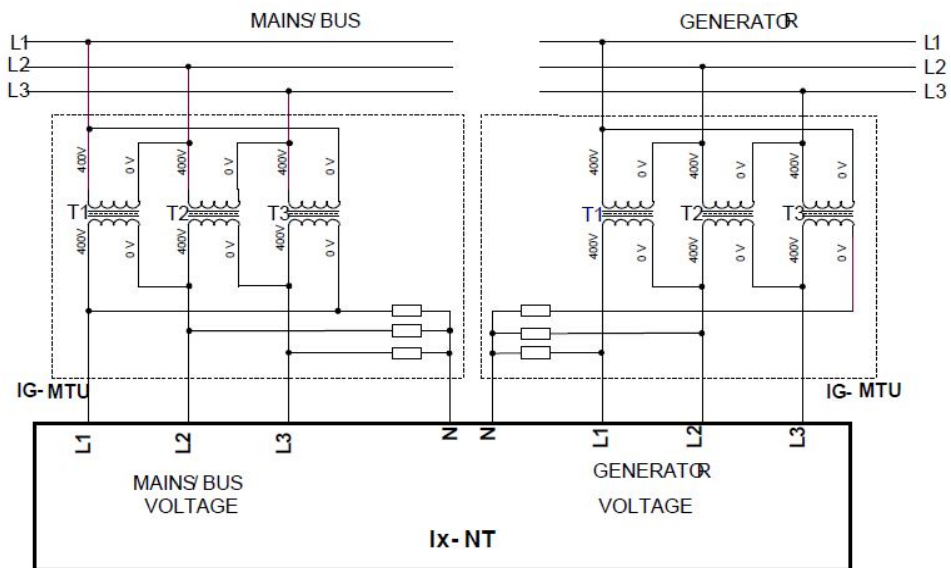 MAINS/ BUS GENERATOR
L1 L1
L2 L2
L3 L3
400V 0 V 400V 0 V 400V 0 V 400V 0 V 400V 0 V 400V 0 V
T1 T2 T3 T1 T2 T3
400V 0 V 400V 0 V 400V 0 V 400V 0 V 400V 0 V 400V 0 V
IG- MTU IG- MTU
L1 L2 L3 N N L1 L2 L3
MAINS/ BUS GENERATOR
VOLTAGE VOLTAGE
Ix- NT